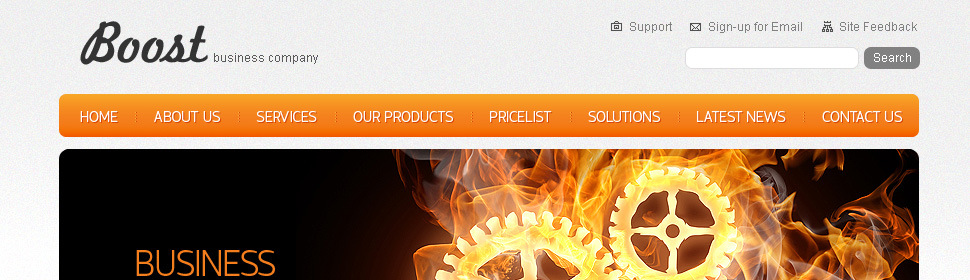 Boost business company
Support Sign-up for Email Site Feedback
Search
HOME ABOUT US SERVICES OUR PRODUCTS PRICELIST SOLUTIONS LATEST NEWS CONTACT US
BUSINESS